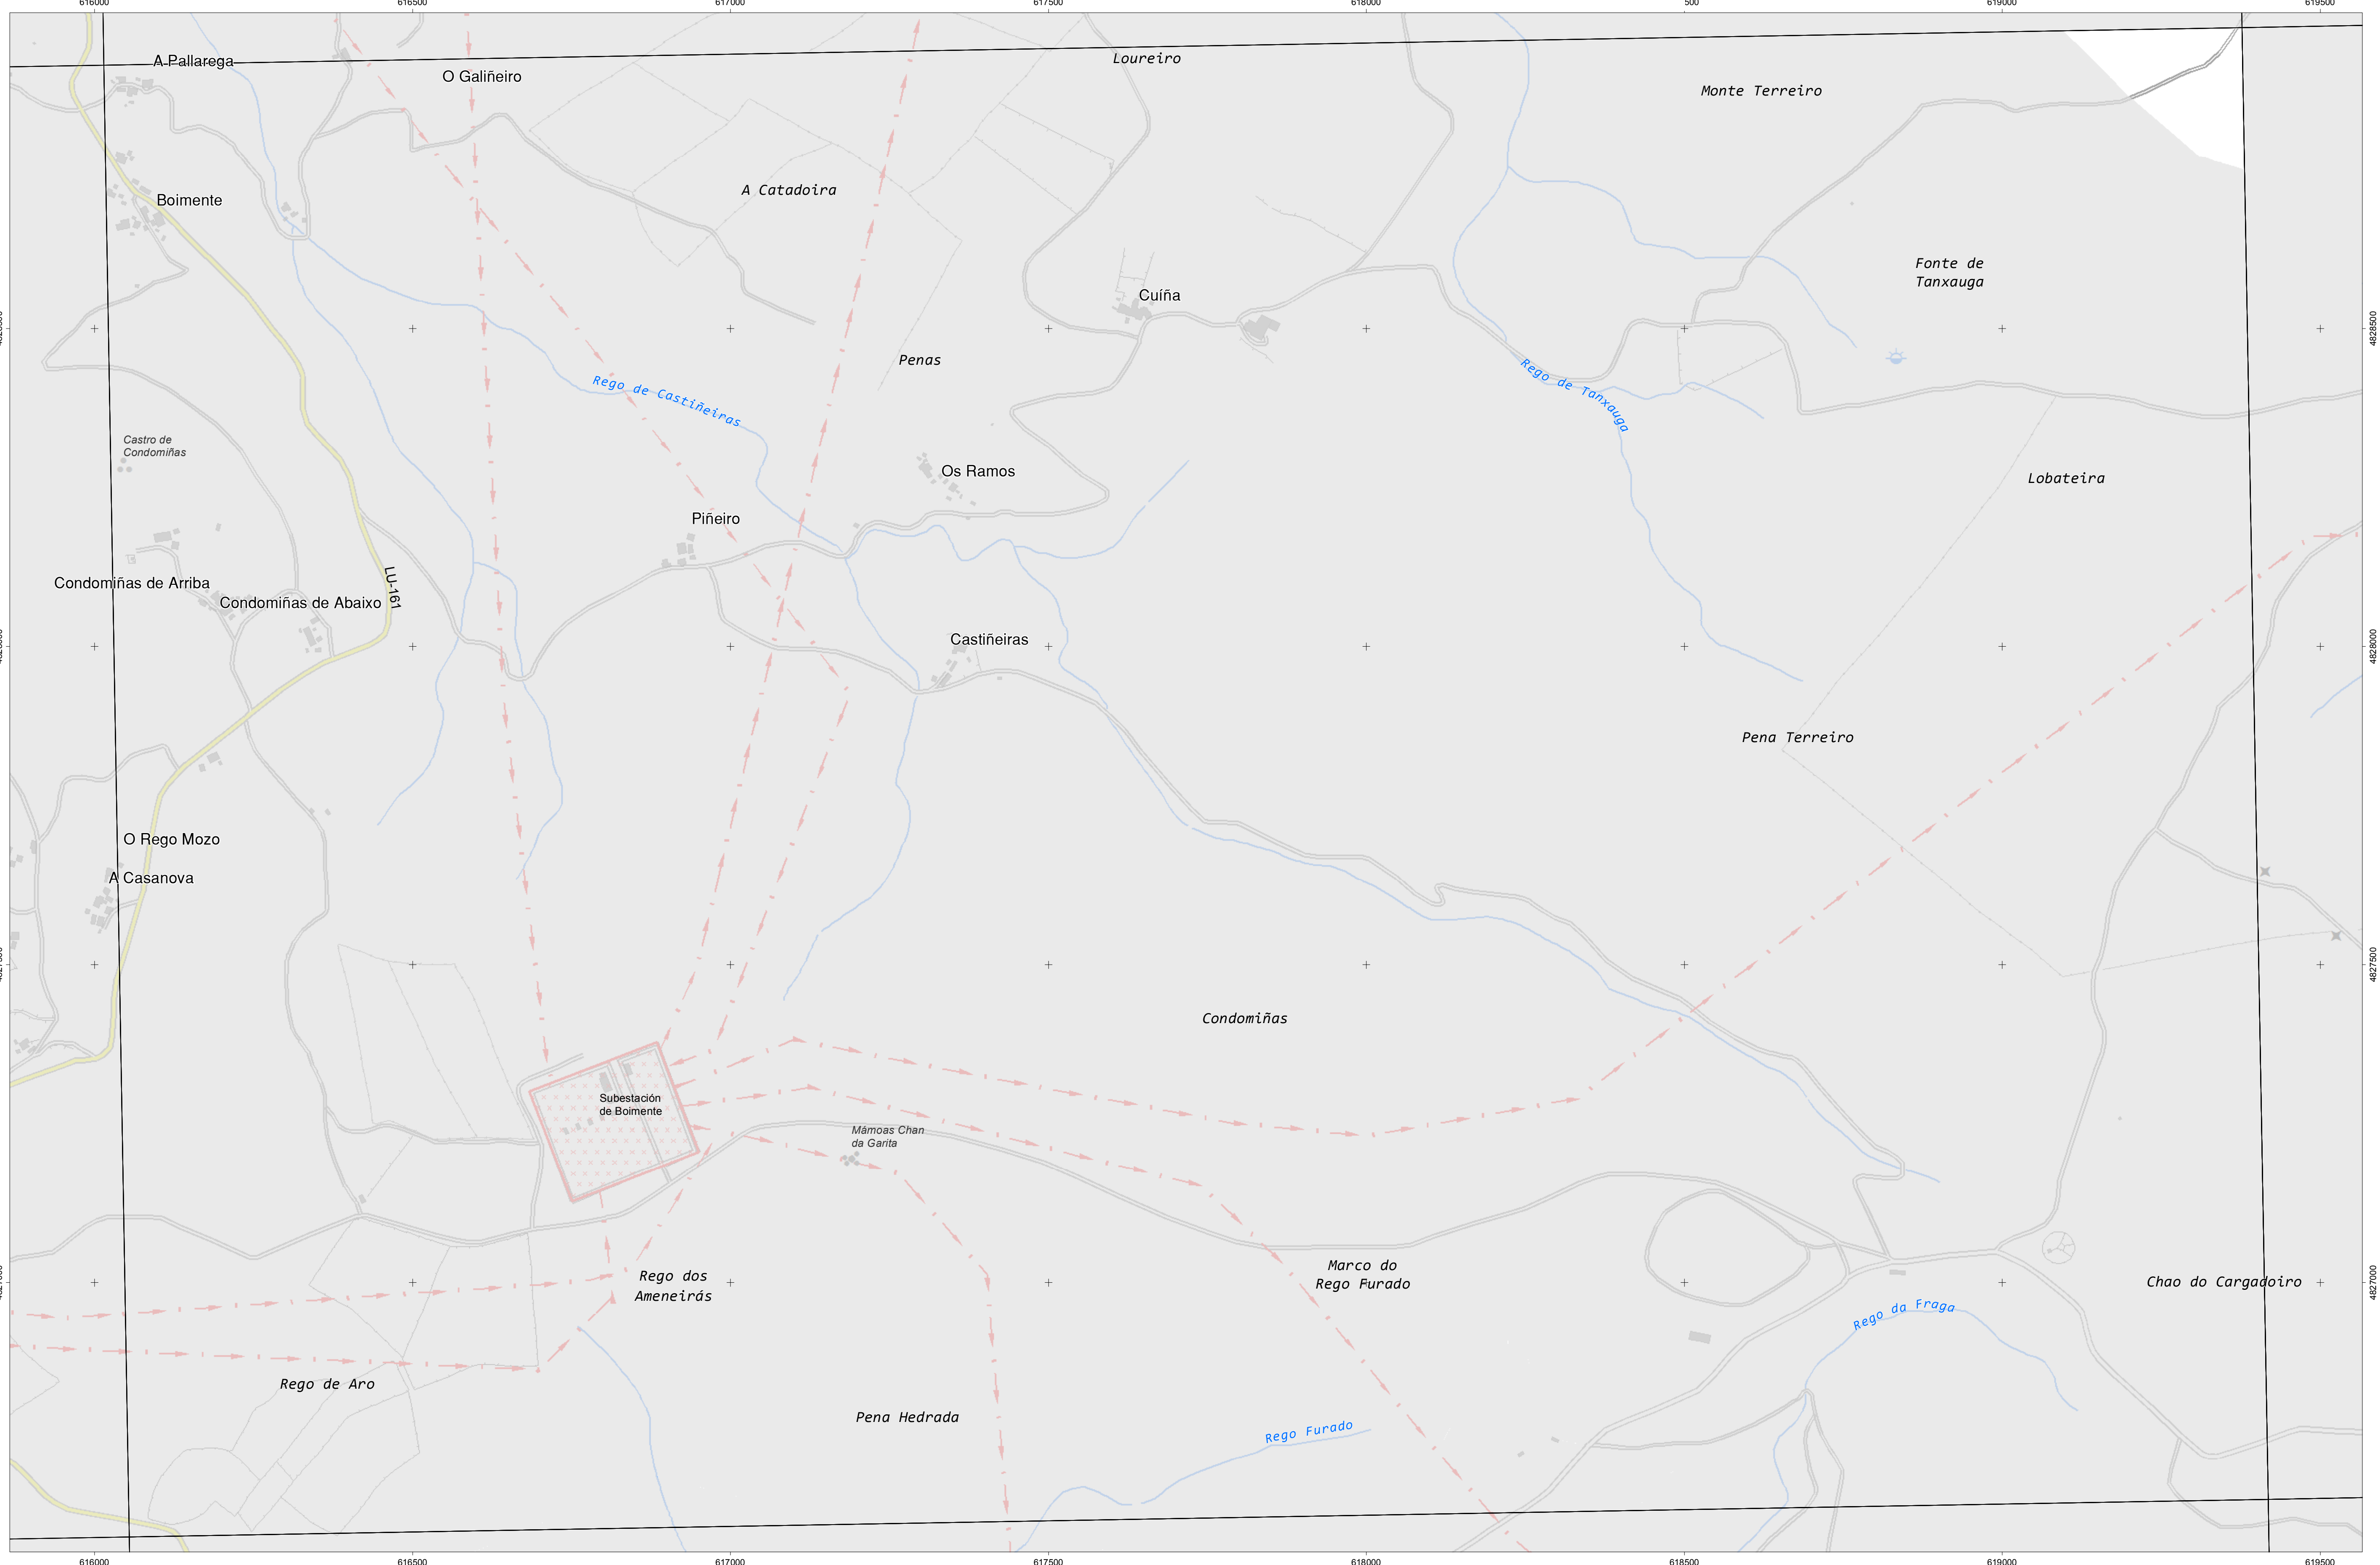 616000 616500 617000 617500 618000 500 619000 619500
A Pallarega
O Galiñeiro
Loureiro
Monte Terreiro
Boimente
A Catadoira
Fonte de
Tanxauga
Cuíña
4828500
Penas
Rego de Castiñeiras
Rego de Tanxauga
Castro de
Condomiñas
Os Ramos
Lobateira
Piñeiro
Condomiñas de Arriba
LU-161
Condomiñas de Abaixo
Castiñeiras
4828000
Pena Terreiro
O Rego Mozo
A Casanova
4827500
Condomiñas
Subestación
de Boimente
Mámoas Chan
da Garita
Rego dos
Ameneirás
Marco do
Rego Furado
Chao do Cargadoiro
4827000
Rego da Fraga
Rego de Aro
Pena Hedrada
Rego Furado
616000 616500 617000 617500 618000 618500 619000 619500